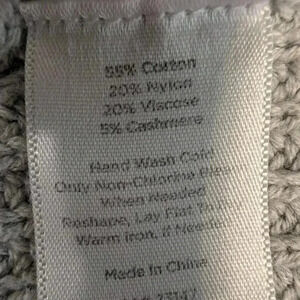 55% Cotton
20% Nylon
20% Viscose
5% Cashmere
Hand Wash Cold
Only Non-Chlorine
When Needed
Reshape, Lay Flat To
Warm Iron, If Needed
Made In China